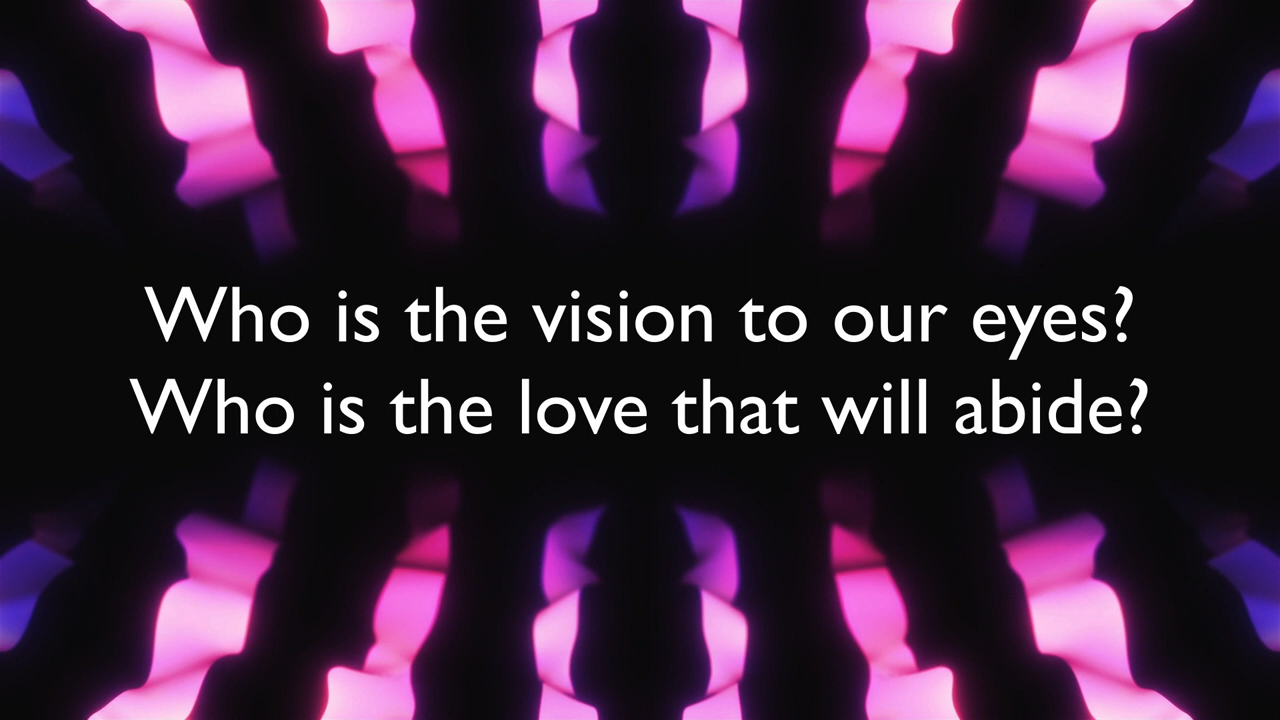 Who is the vision to our eyes?
Who is the love that will abide?